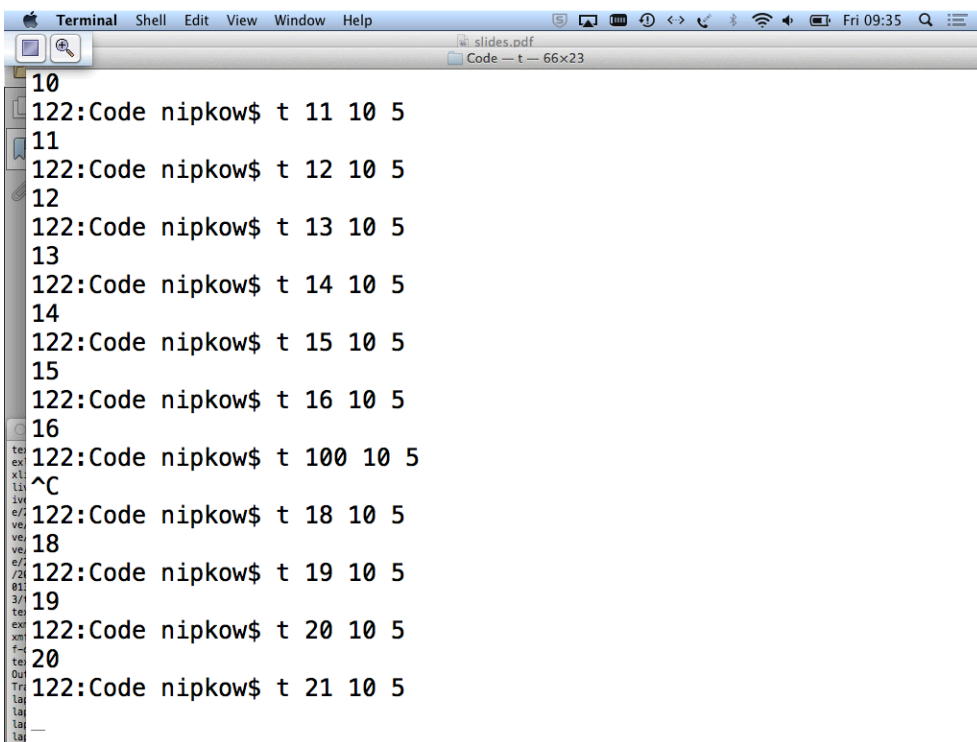 Terminal Shell Edit View Window Help Fri 09:35
slides.pdf
Code — t — 66×23
10
122:Code nipkow$ t 11 10 5
11
122:Code nipkow$ t 12 10 5
12
122:Code nipkow$ t 13 10 5
13
122:Code nipkow$ t 14 10 5
14
122:Code nipkow$ t 15 10 5
15
122:Code nipkow$ t 16 10 5
16
122:Code nipkow$ t 100 10 5
^C
122:Code nipkow$ t 18 10 5
18
122:Code nipkow$ t 19 10 5
19
122:Code nipkow$ t 20 10 5
20
122:Code nipkow$ t 21 10 5